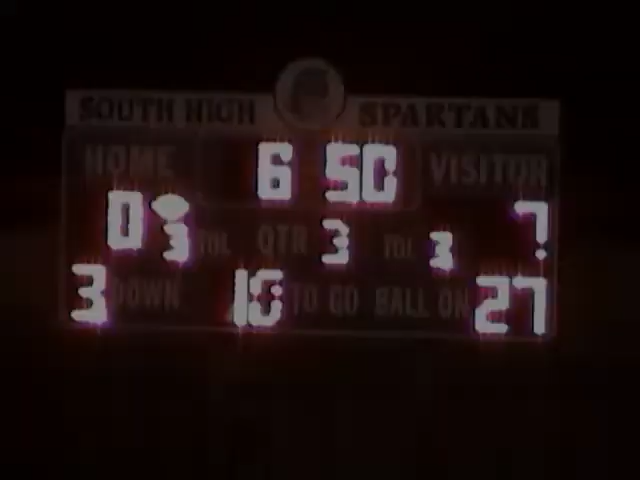 SOUTH HIGH SPARTANS
HOME 6 50 VISITOR
0 3 TOL QTR 3 TOL 3 7
3 DOWN 10 TO GO BALL ON 27